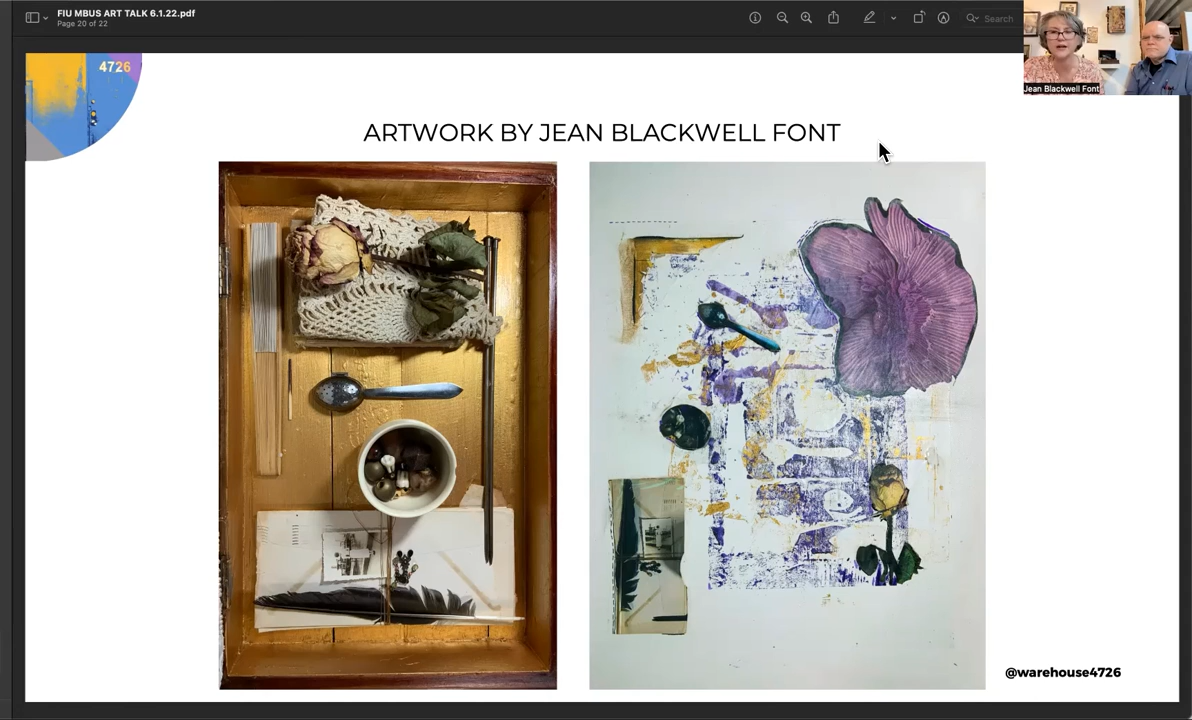 FIU MBUS ART TALK 6.1.22.pdf
Page 20 of 22
Search
Jean Blackwell Font
4726
ARTWORK BY JEAN BLACKWELL FONT
@warehouse4726